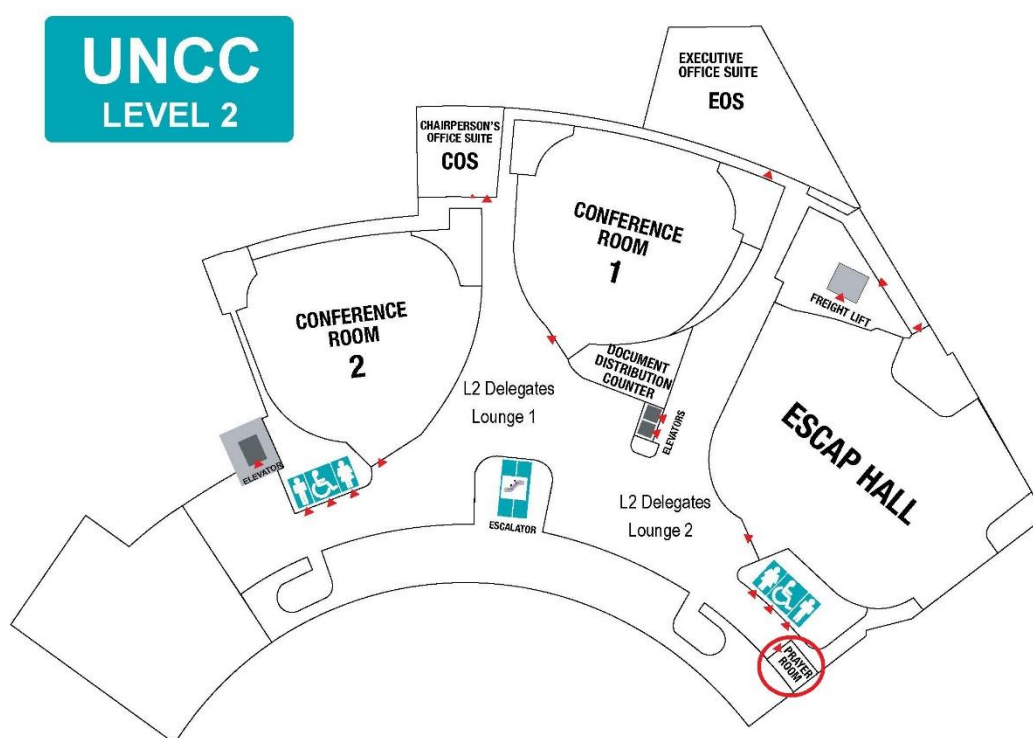 UNCC
LEVEL 2
EXECUTIVE
OFFICE SUITE
EOS
CHAIRPERSON'S
OFFICE SUITE
COS
CONFERENCE
ROOM
1
CONFERENCE
ROOM
2
FREIGHT LIFT
DOCUMENT
DISTRIBUTION
COUNTER
L2 Delegates
Lounge 1
ELEVATORS
ESCAP HALL
ELEVATOR
L2 Delegates
Lounge 2
ESCALATOR
PRAYER
ROOM